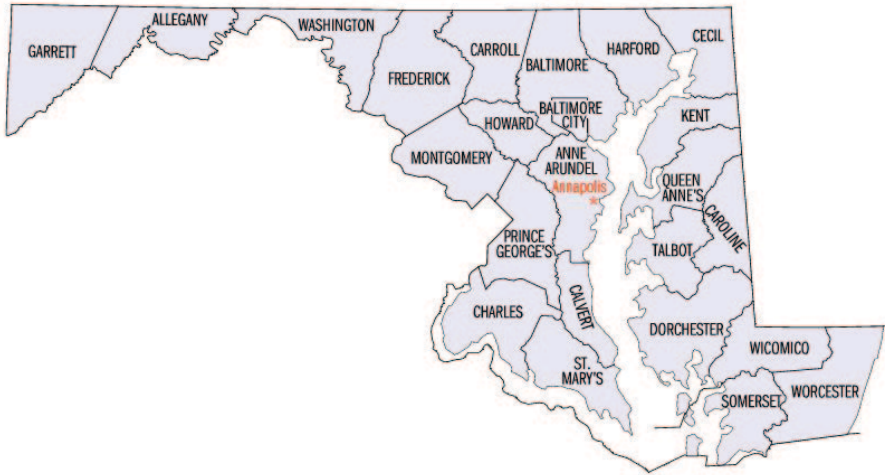 GARRETT
ALLEGANY
WASHINGTON
FREDERICK
CARROLL
BALTIMORE
HARFORD
CECIL
BALTIMORE
CITY
HOWARD
KENT
MONTGOMERY
ANNE
ARUNDEL
Annapolis
*
QUEEN
ANNE'S
CAROLINE
PRINCE
GEORGE'S
TALBOT
CHARLES
CALVERT
DORCHESTER
ST.
MARY'S
WICOMICO
SOMERSET
WORCESTER